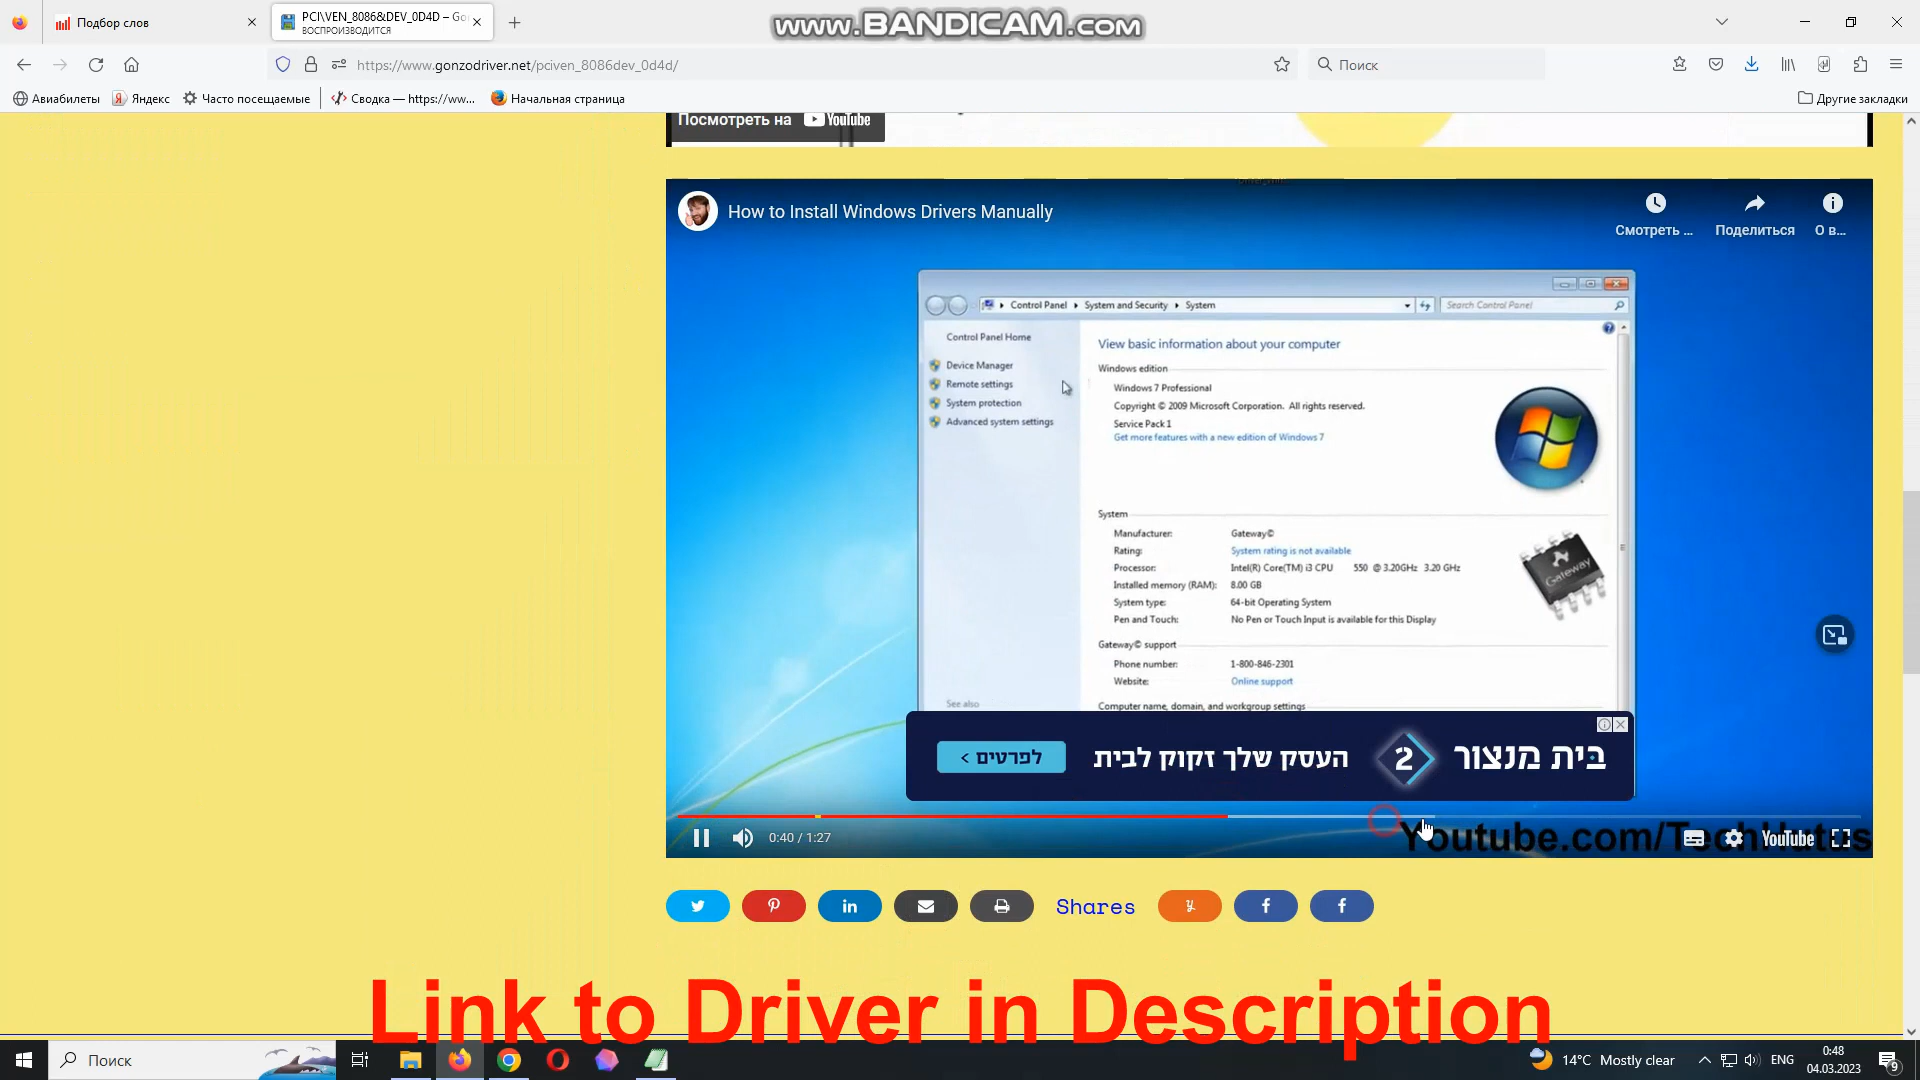 www.BANDICAM.com
Подбор слов
PCI\VEN_8086&DEV_0D4D – Go
ВОСПРОИЗВОДИТСЯ
https://www.gonzodriver.net/pciven_8086dev_0d4d/
Поиск
Авиабилеты
Яндекс
Часто посещаемые
Сводка — https://ww...
Начальная страница
Другие закладки
Посмотреть на YouTube
How to Install Windows Drivers Manually
Смотреть ...
Поделиться
О в...
Control Panel
System and Security
System
Search Control Panel
Control Panel Home
Device Manager
Remote settings
System protection
Advanced system settings
See also
View basic information about your computer
Windows edition
Windows 7 Professional
Copyright © 2009 Microsoft Corporation. All rights reserved.
Service Pack 1
Get more features with a new edition of Windows 7
System
Manufacturer: Gateway©
Rating: System rating is not available
Processor: Intel(R) Core(TM) i3 CPU 550 @ 3.20GHz 3.20 GHz
Installed memory (RAM): 8.00 GB
System type: 64-bit Operating System
Pen and Touch: No Pen or Touch Input is available for this Display
Gateway
Gateway© support
Phone number: 1-800-846-2301
Website: Online support
Computer name, domain, and workgroup settings
בית מנצור 2 העסק שלך זקוק לבית
לפרטים >
0:40 / 1:27
Youtube.com/TechHatus
YouTube
Shares
Link to Driver in Description
Поиск
14°C Mostly clear
ENG
0:48
04.03.2023
9